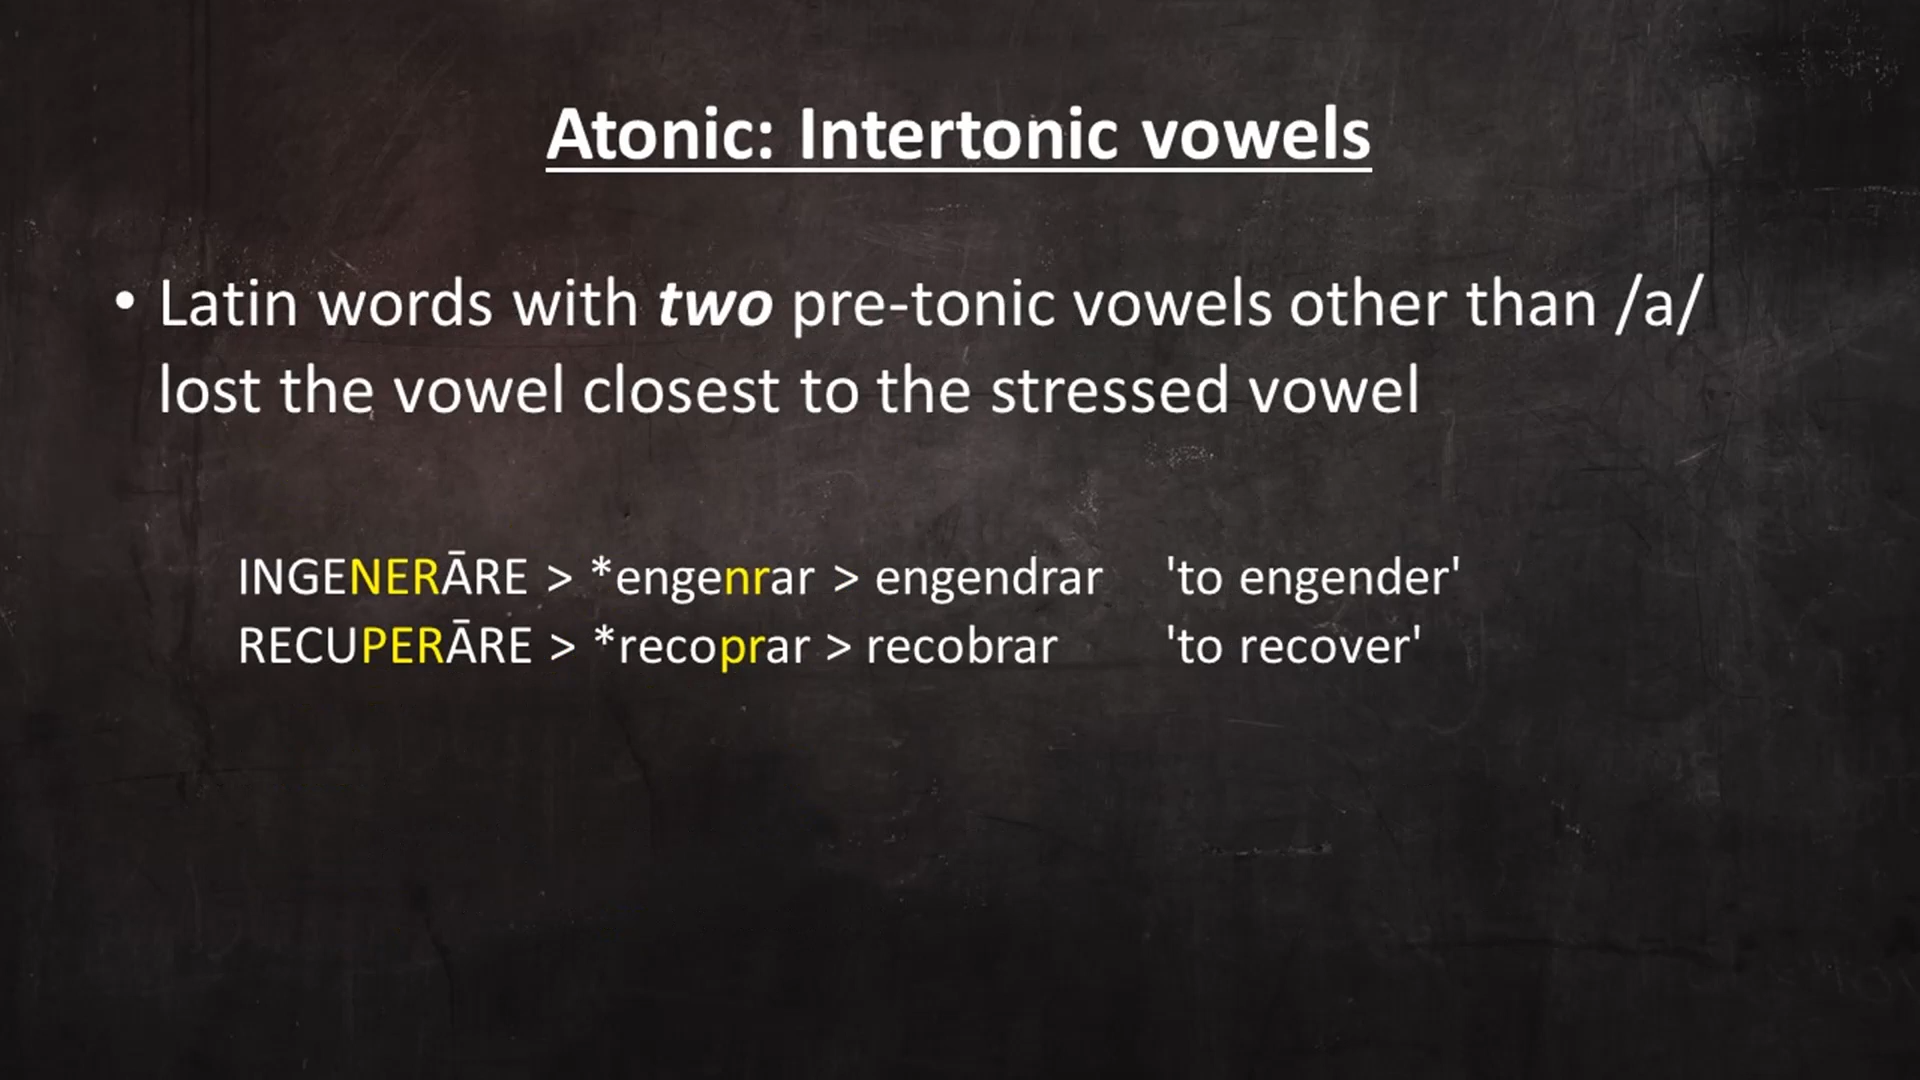 Atonic: Intertonic vowels
• Latin words with two pre-tonic vowels other than /a/
lost the vowel closest to the stressed vowel
INGENERĀRE > *engenrar > engendrar 'to engender'
RECUPERĀRE > *recoprar > recobrar 'to recover'